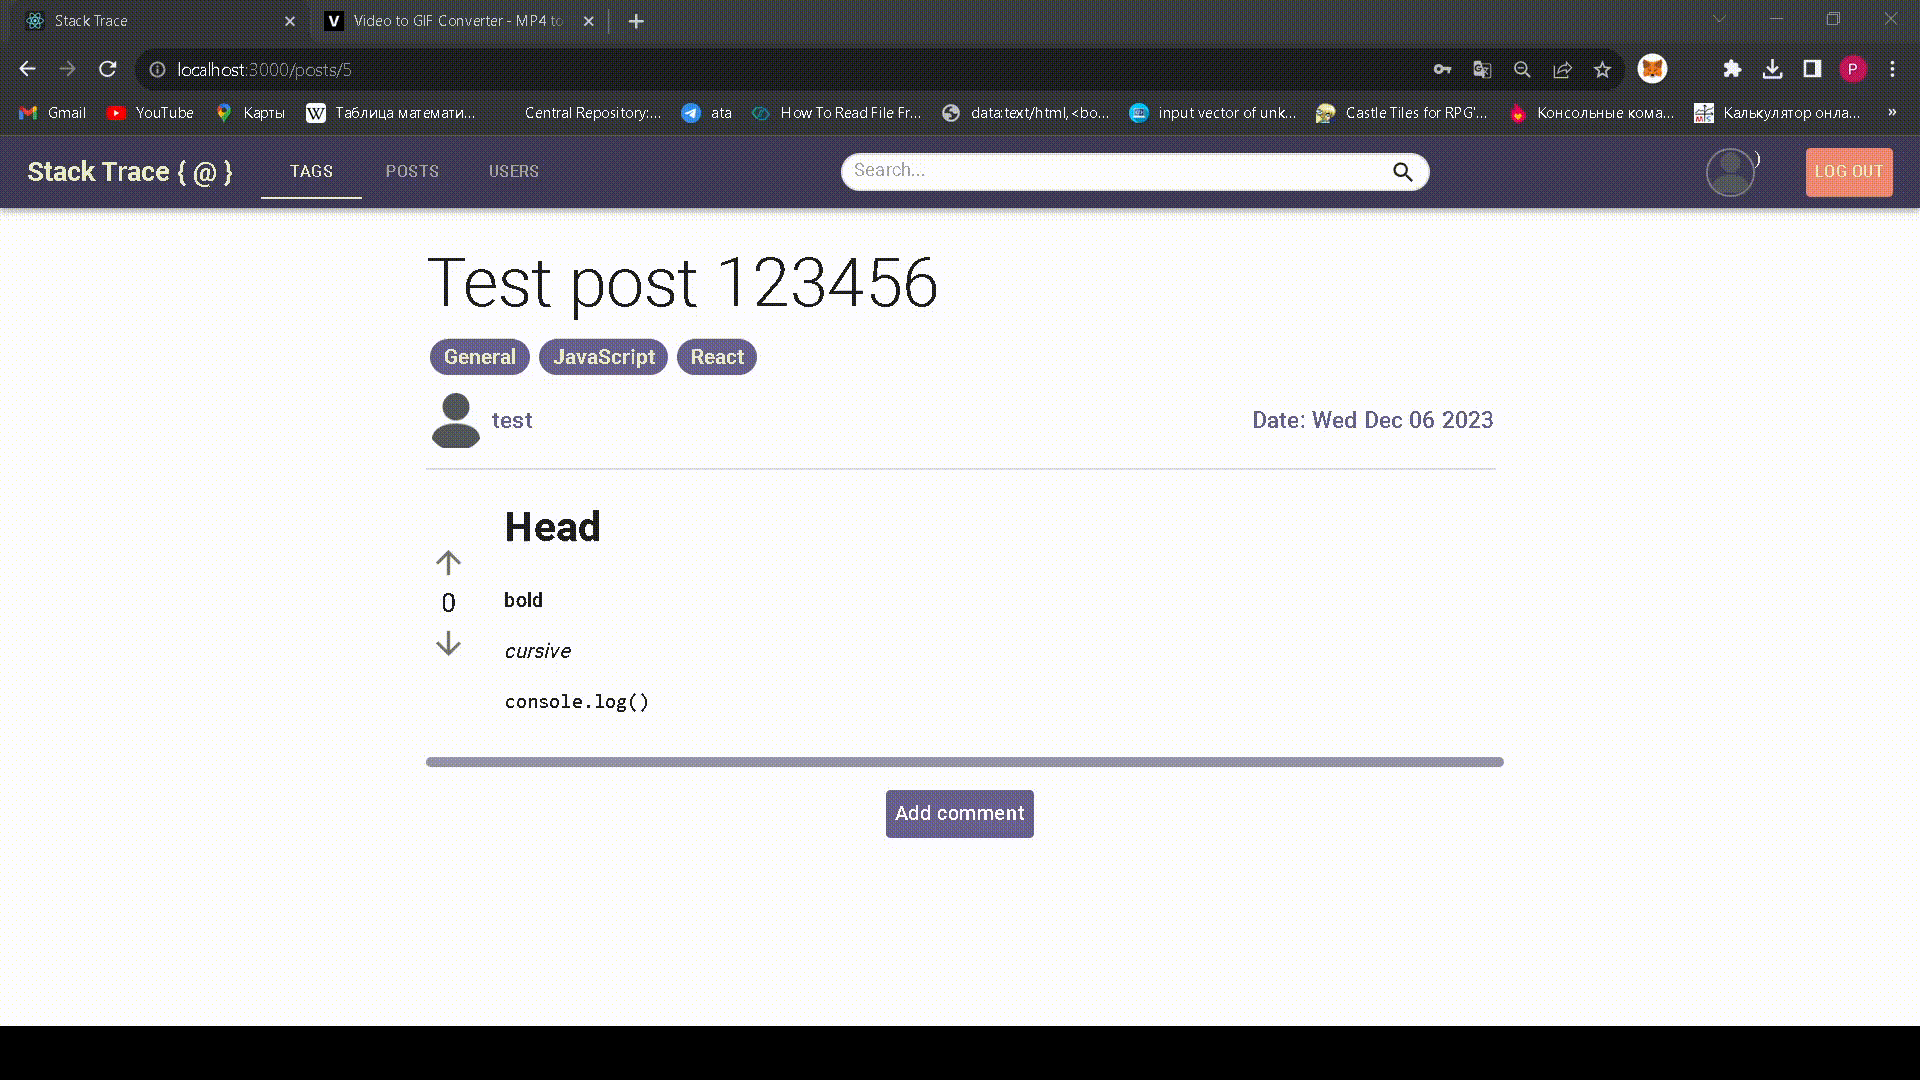 Stack Trace
Video to GIF Converter - MP4 to
localhost:3000/posts/5
P
Gmail
YouTube
Карты
W Таблица математи...
Central Repository:...
ata
How To Read File Fr...
data:text/html,<bo...
input vector of unk...
Castle Tiles for RPG'...
Консольные кома...
Калькулятор онла...
»
Stack Trace { @ } TAGS POSTS USERS
Search...
)
LOG OUT
Test post 123456
General JavaScript React
test
Date: Wed Dec 06 2023
Head
0
bold
cursive
console.log()
Add comment